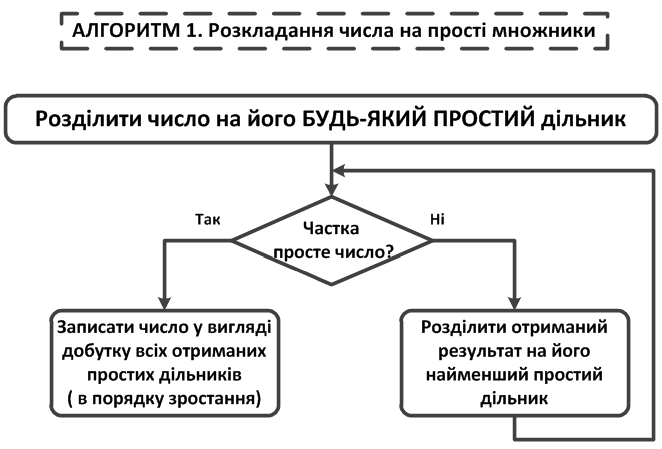 АЛГОРИТМ 1. Розкладання числа на прості множники
Розділити число на його БУДЬ-ЯКИЙ ПРОСТИЙ дільник
Так
Ні
Частка
просте число?
Записати число у вигляді
добутку всіх отриманих
простих дільників
( в порядку зростання)
Розділити отриманий
результат на його
найменший простий
дільник